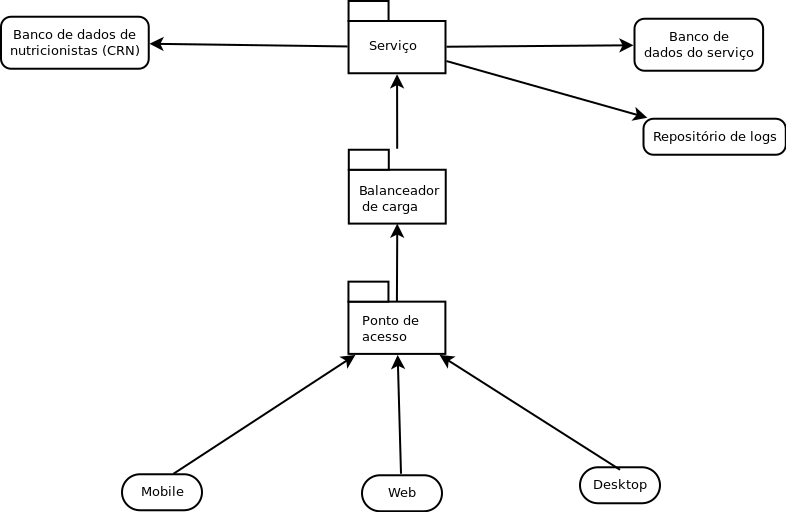 Banco de dados de
nutricionistas (CRN)
Serviço
Banco de
dados do serviço
Repositório de logs
Balanceador
de carga
Ponto de
acesso
Mobile
Web
Desktop